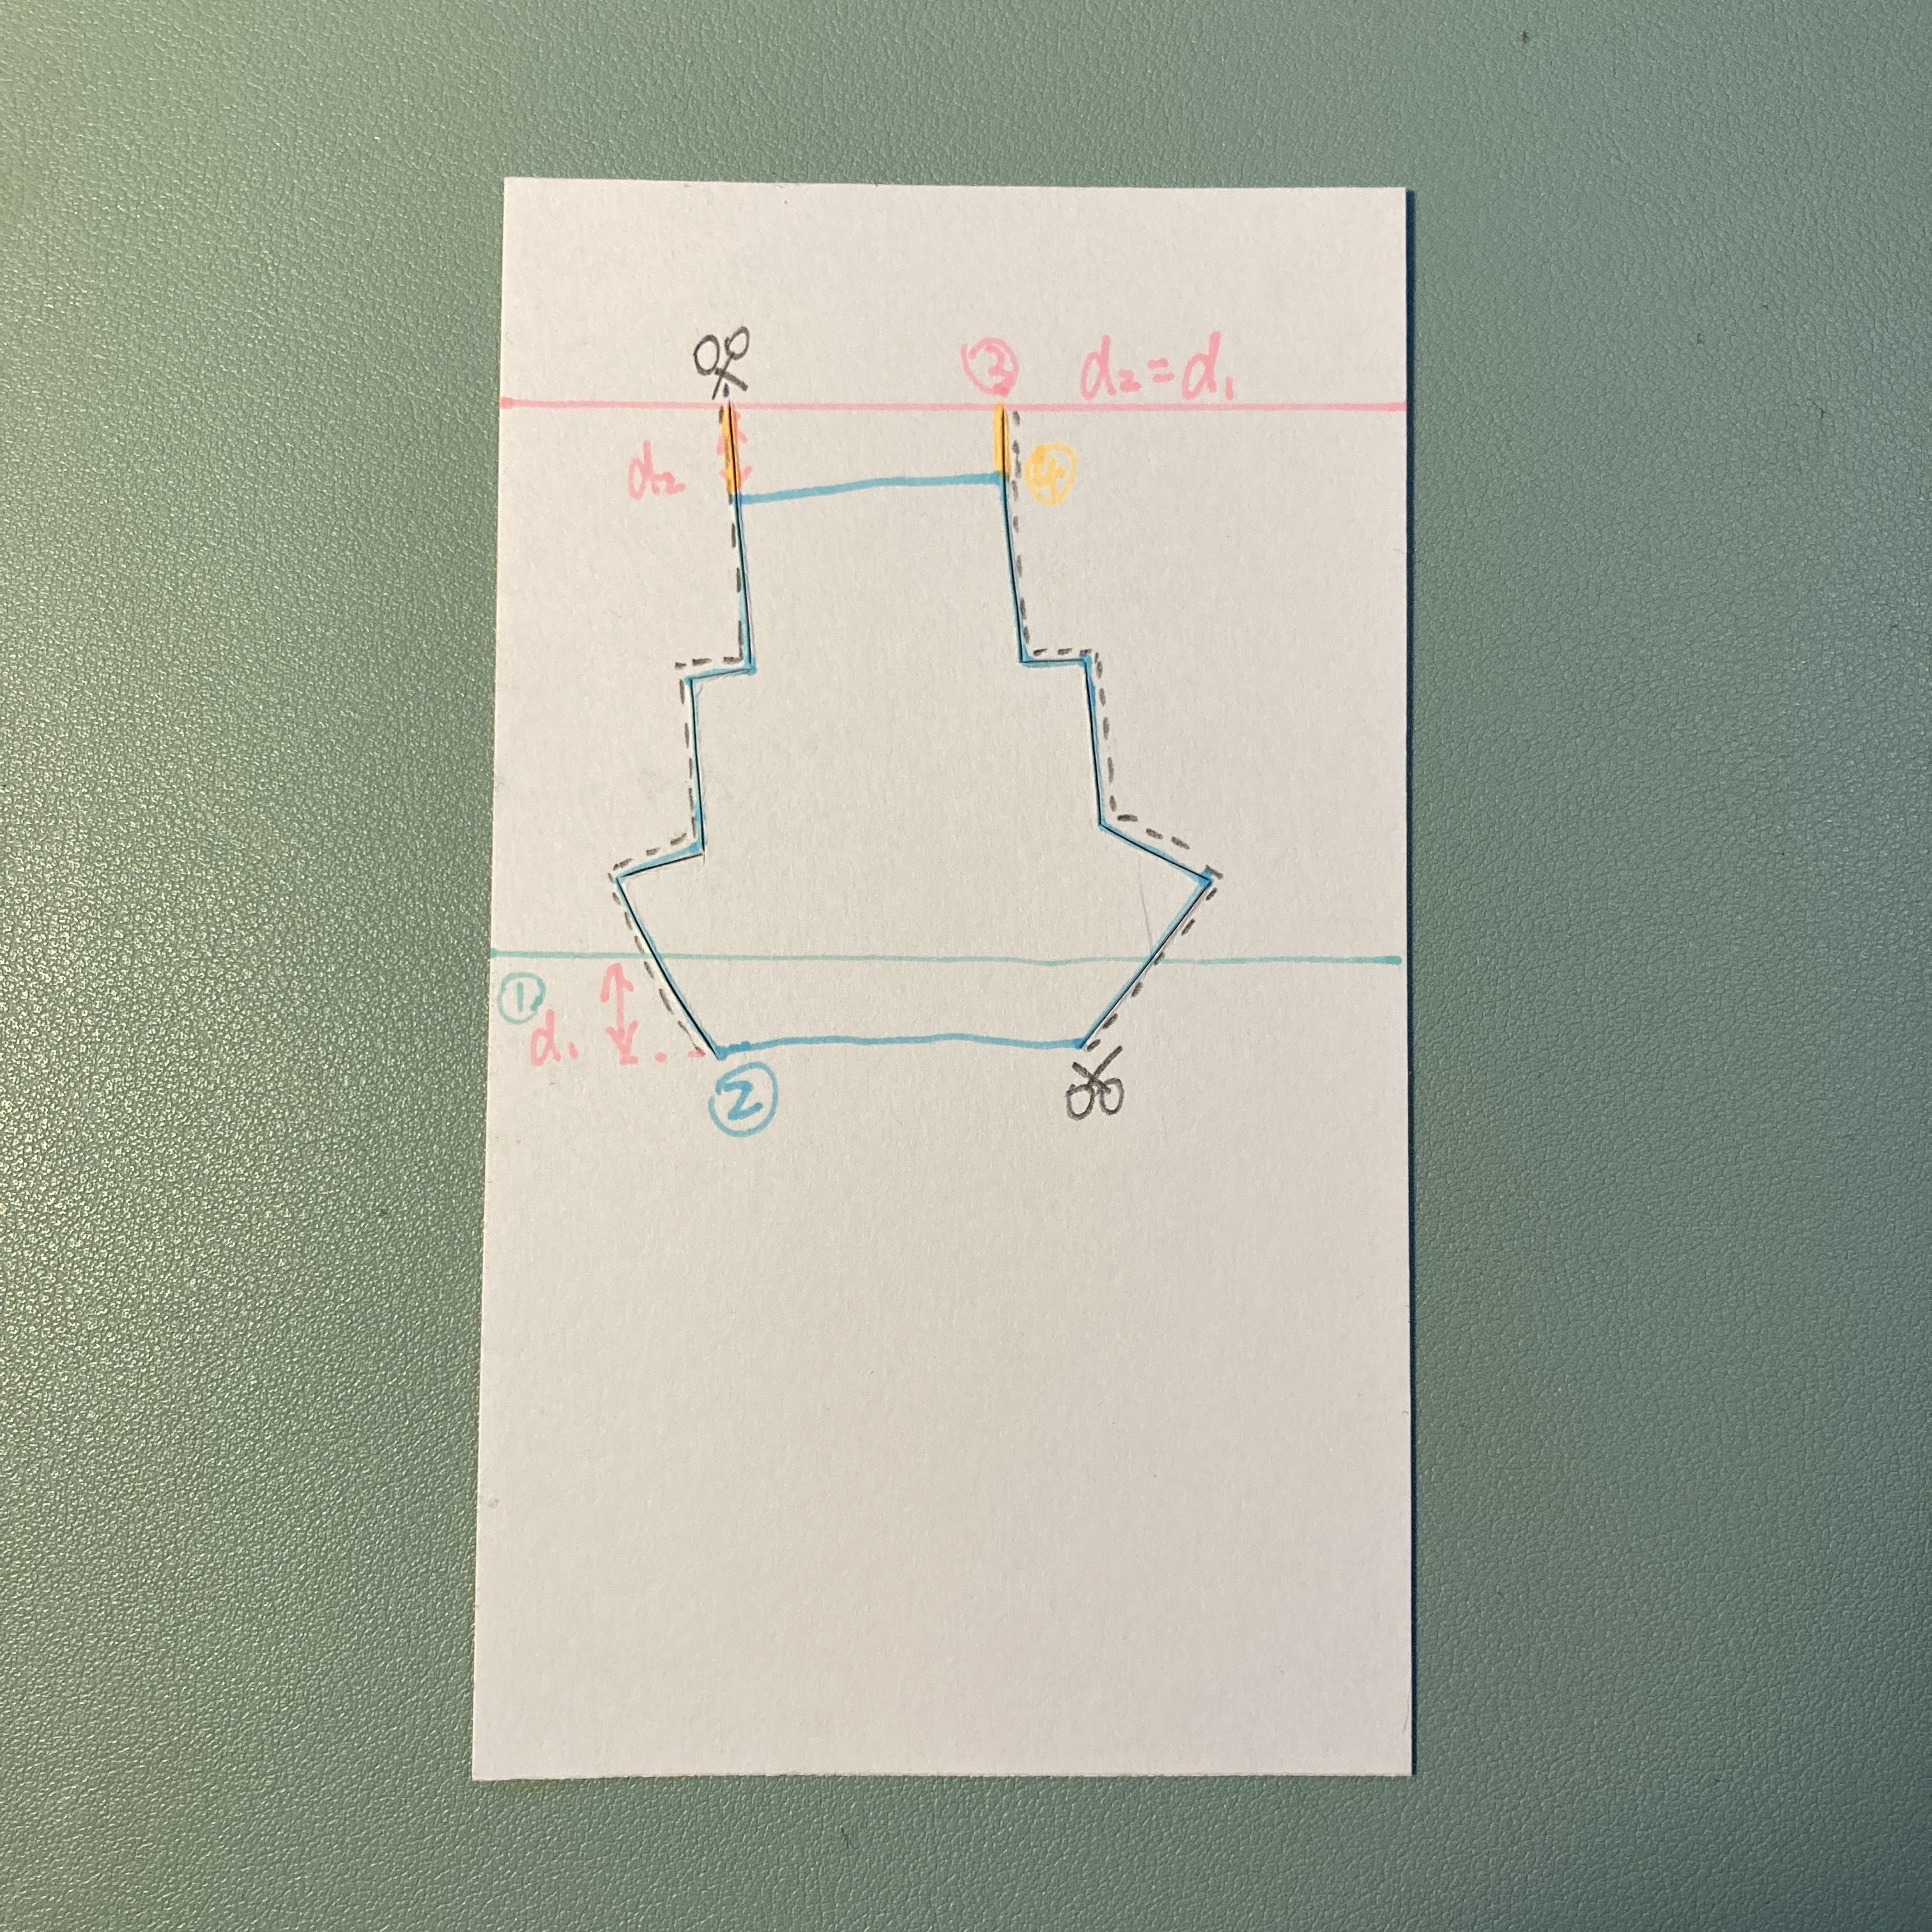 ③ d₂=d₁
d₂ ④
①
d₁
②